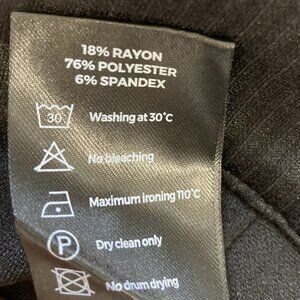 18% RAYON
76% POLYESTER
6% SPANDEX
30 Washing at 30°C
No bleaching
Maximum ironing 110°C
P Dry clean only
No drum drying